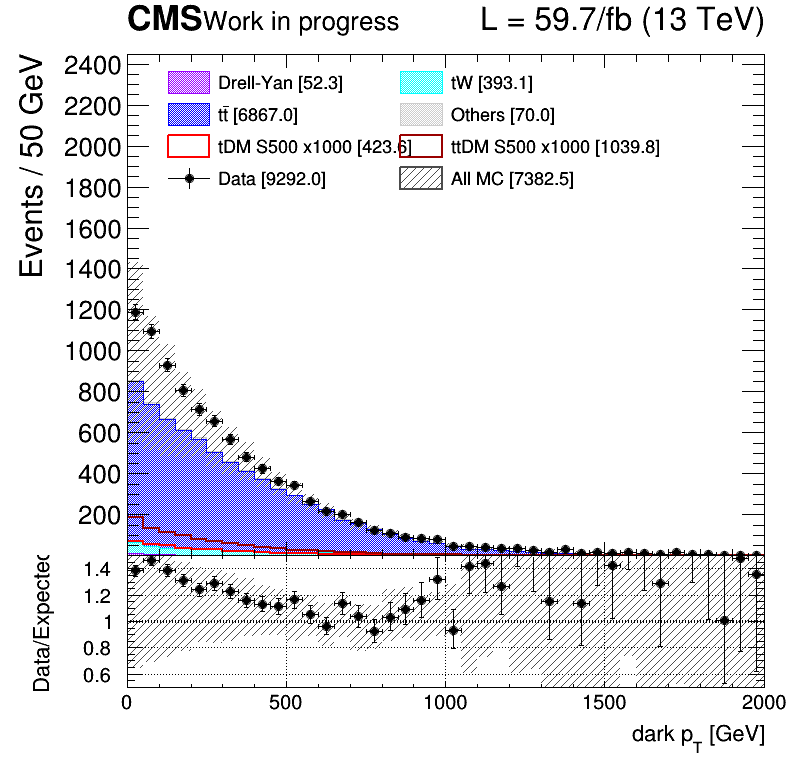 CMS Work in progress L = 59.7/fb (13 TeV)
Events / 50 GeV
2400
2200
2000
1800
1600
1400
1200
1000
800
600
400
200
Drell-Yan [52.3] tW [393.1]
tt̄ [6867.0] Others [70.0]
tDM S500 x1000 [423.6] ttDM S500 x1000 [1039.8]
Data [9292.0] All MC [7382.5]
Data/Expected
1.4
1.2
1
0.8
0.6
0 500 1000 1500 2000
dark p_T [GeV]